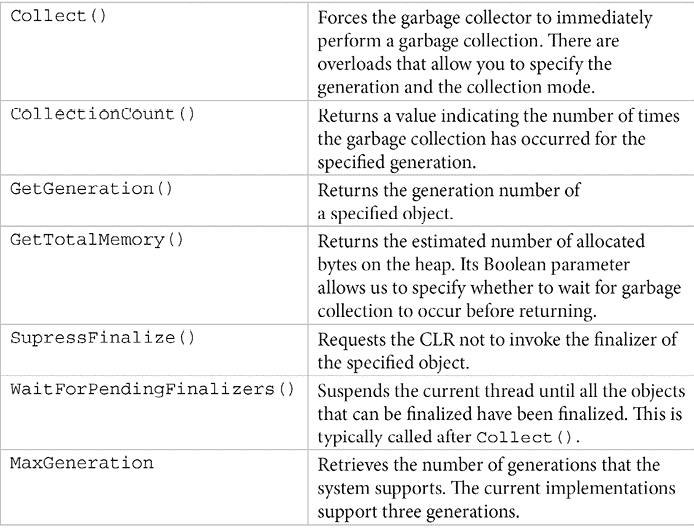 Collect()
Forces the garbage collector to immediately
perform a garbage collection. There are
overloads that allow you to specify the
generation and the collection mode.
CollectionCount()
Returns a value indicating the number of times
the garbage collection has occurred for the
specified generation.
GetGeneration()
Returns the generation number of
a specified object.
GetTotalMemory()
Returns the estimated number of allocated
bytes on the heap. Its Boolean parameter
allows us to specify whether to wait for garbage
collection to occur before returning.
SupressFinalize()
Requests the CLR not to invoke the finalizer of
the specified object.
WaitForPendingFinalizers()
Suspends the current thread until all the objects
that can be finalized have been finalized. This is
typically called after Collect().
MaxGeneration
Retrieves the number of generations that the
system supports. The current implementations
support three generations.